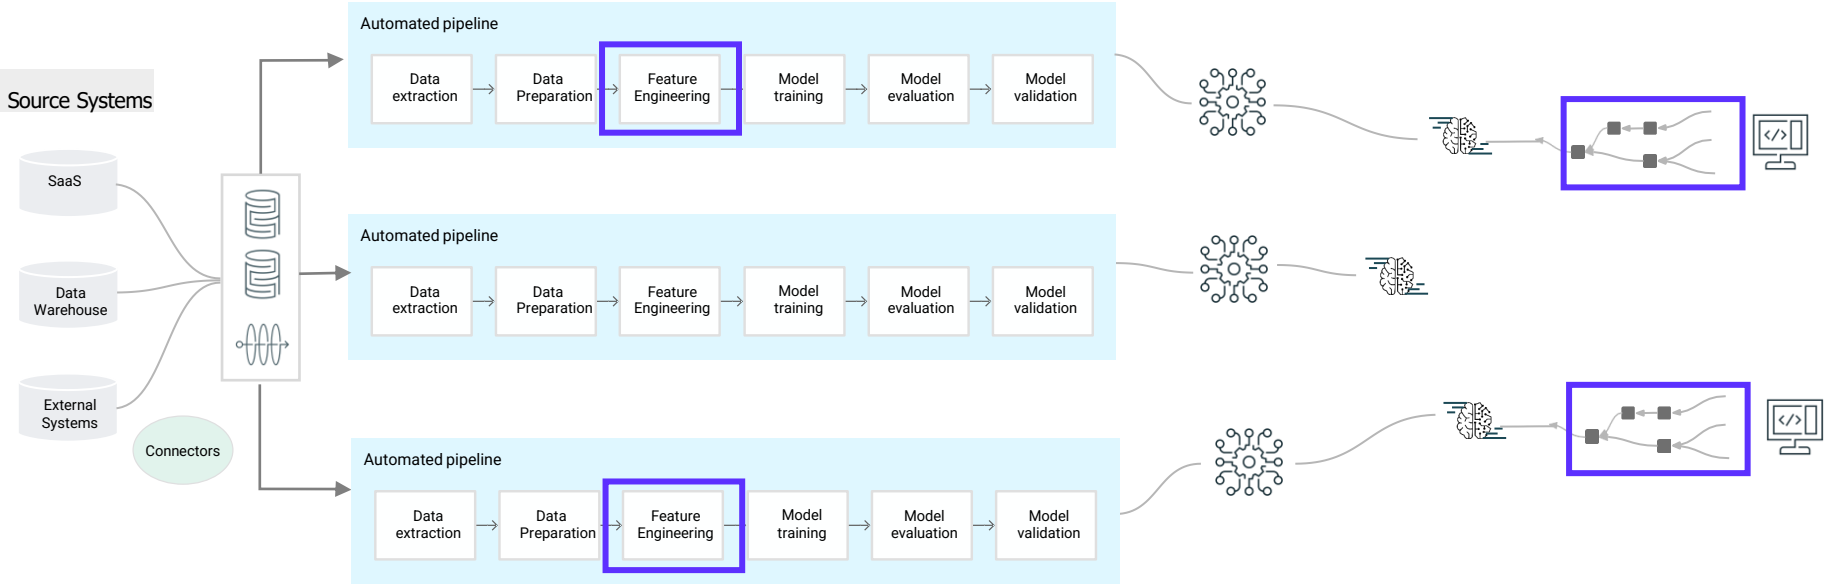 Source Systems
SaaS
Data
Warehouse
External
Systems
Connectors
Automated pipeline
Data
extraction
Data
Preparation
Feature
Engineering
Model
training
Model
evaluation
Model
validation
</>
Automated pipeline
Data
extraction
Data
Preparation
Feature
Engineering
Model
training
Model
evaluation
Model
validation
Automated pipeline
Data
extraction
Data
Preparation
Feature
Engineering
Model
training
Model
evaluation
Model
validation
</>